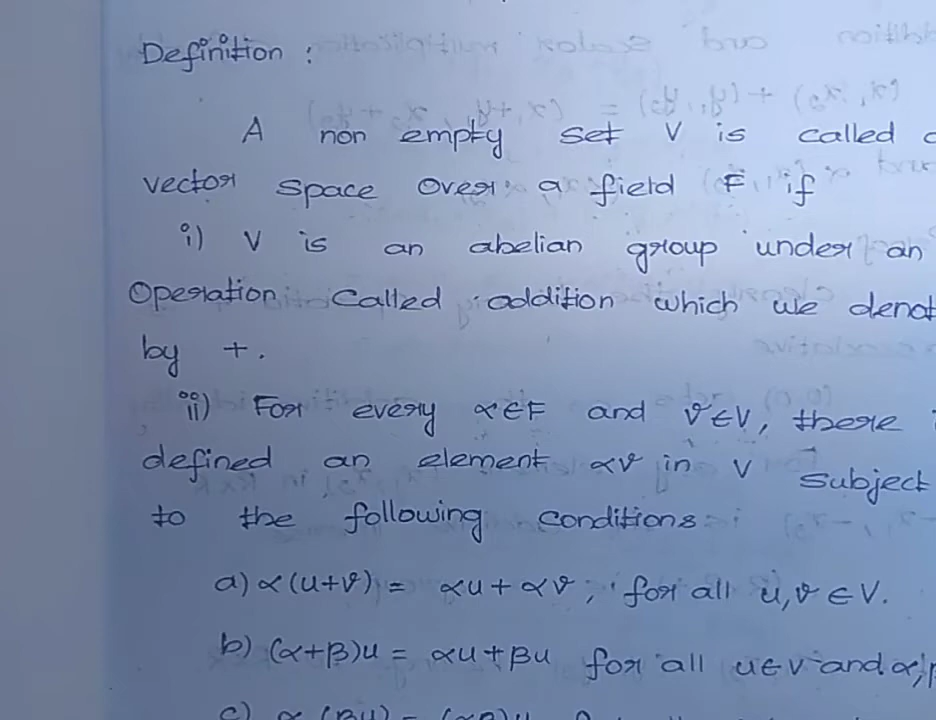 Definition :
A non empty set V is called
vector space over a field F if
i) V is an abelian group under an
operation called addition which we denot
by +.
ii) For every α∈F and v∈V, there
defined an element αv in V subject
to the following conditions :
a) α(u+v) = αu + αv, for all u,v ∈ V.
b) (α+β)u = αu + βu for all u∈V and α,
c) α(βu) = (αβ)u